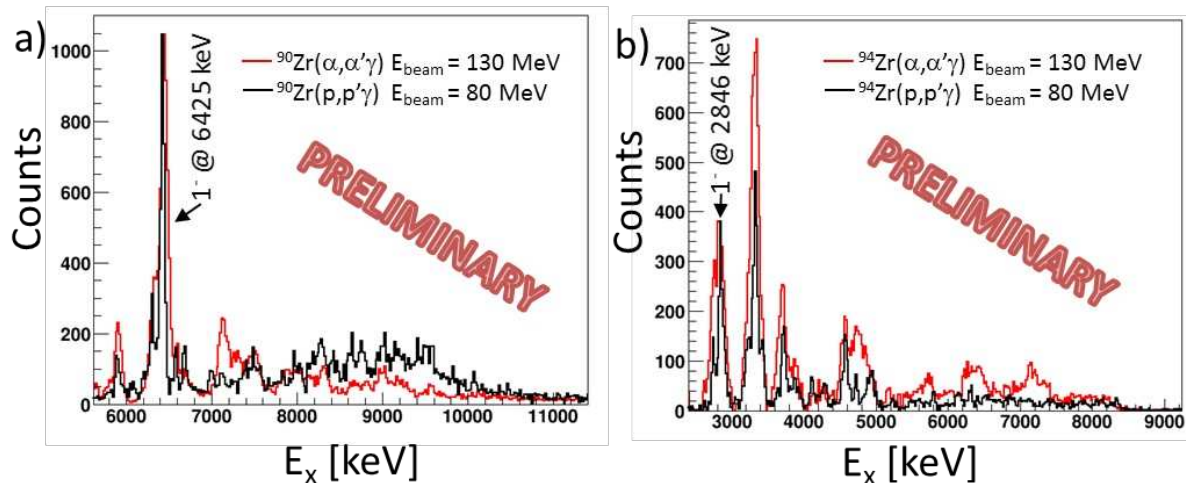 a)
1000
800
600
400
200
0
Counts
6000 7000 8000 9000 10000 11000
Eₓ [keV]
⁹⁰Zr(α,α’γ) E_beam = 130 MeV
⁹⁰Zr(p,p’γ) E_beam = 80 MeV
1⁻ @ 6425 keV
PRELIMINARY
b)
700
600
500
400
300
200
100
0
Counts
3000 4000 5000 6000 7000 8000 9000
Eₓ [keV]
⁹⁴Zr(α,α’γ) E_beam = 130 MeV
⁹⁴Zr(p,p’γ) E_beam = 80 MeV
1⁻ @ 2846 keV
PRELIMINARY